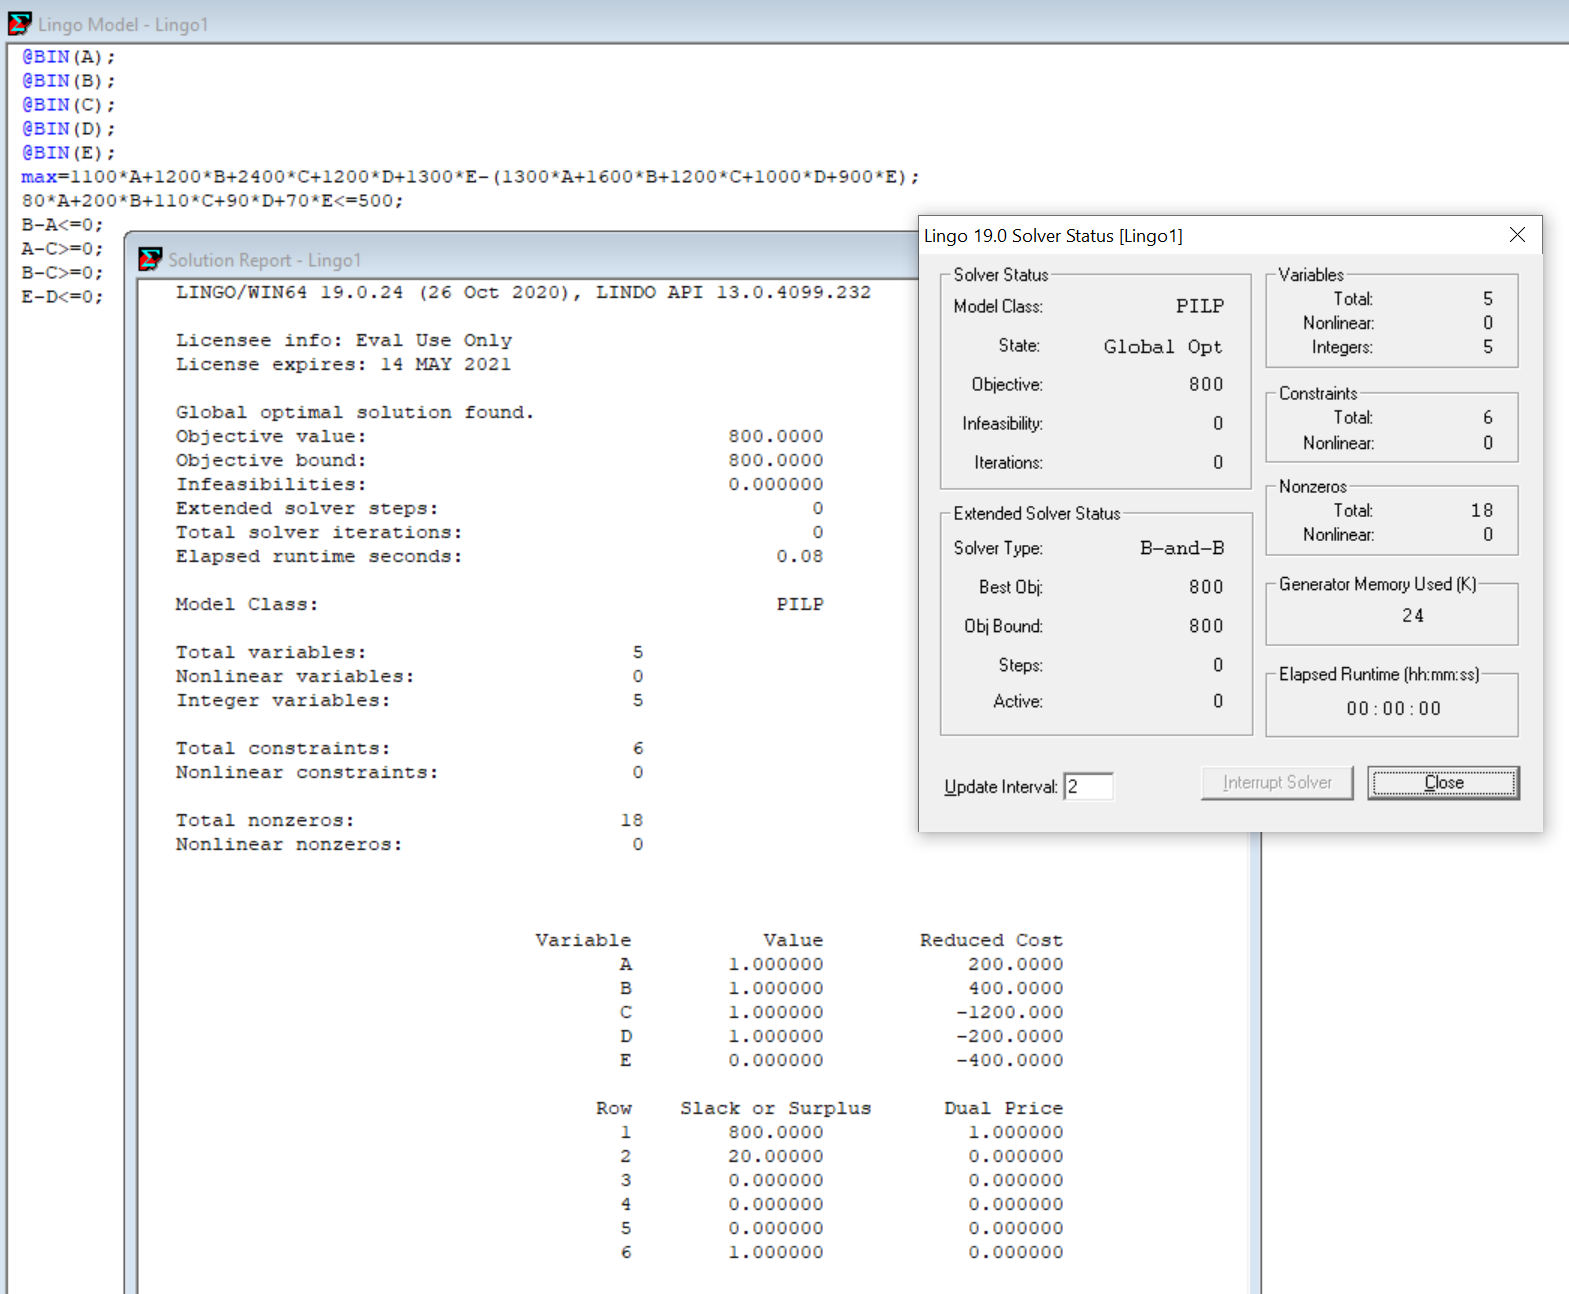 Lingo Model - Lingo1
@BIN(A);
@BIN(B);
@BIN(C);
@BIN(D);
@BIN(E);
max=1100*A+1200*B+2400*C+1200*D+1300*E-(1300*A+1600*B+1200*C+1000*D+900*E);
80*A+200*B+110*C+90*D+70*E<=500;
B-A<=0;
A-C>=0;
B-C>=0;
E-D<=0;
Solution Report - Lingo1
LINGO/WIN64 19.0.24 (26 Oct 2020), LINDO API 13.0.4099.232
Licensee info: Eval Use Only
License expires: 14 MAY 2021
Global optimal solution found.
Objective value: 800.0000
Objective bound: 800.0000
Infeasibilities: 0.000000
Extended solver steps: 0
Total solver iterations: 0
Elapsed runtime seconds: 0.08
Model Class: PILP
Total variables: 5
Nonlinear variables: 0
Integer variables: 5
Total constraints: 6
Nonlinear constraints: 0
Total nonzeros: 18
Nonlinear nonzeros: 0
Variable Value Reduced Cost
A 1.000000 200.0000
B 1.000000 400.0000
C 1.000000 -1200.000
D 1.000000 -200.0000
E 0.000000 -400.0000
Row Slack or Surplus Dual Price
1 800.0000 1.000000
2 20.00000 0.000000
3 0.000000 0.000000
4 0.000000 0.000000
5 0.000000 0.000000
6 1.000000 0.000000
Lingo 19.0 Solver Status [Lingo1]
Solver Status
Model Class: PILP
State: Global Opt
Objective: 800
Infeasibility: 0
Iterations: 0
Extended Solver Status
Solver Type: B-and-B
Best Obj: 800
Obj Bound: 800
Steps: 0
Active: 0
Variables
Total: 5
Nonlinear: 0
Integers: 5
Constraints
Total: 6
Nonlinear: 0
Nonzeros
Total: 18
Nonlinear: 0
Generator Memory Used (K)
24
Elapsed Runtime (hh:mm:ss)
00:00:00
Update Interval: 2
Interrupt Solver
Close